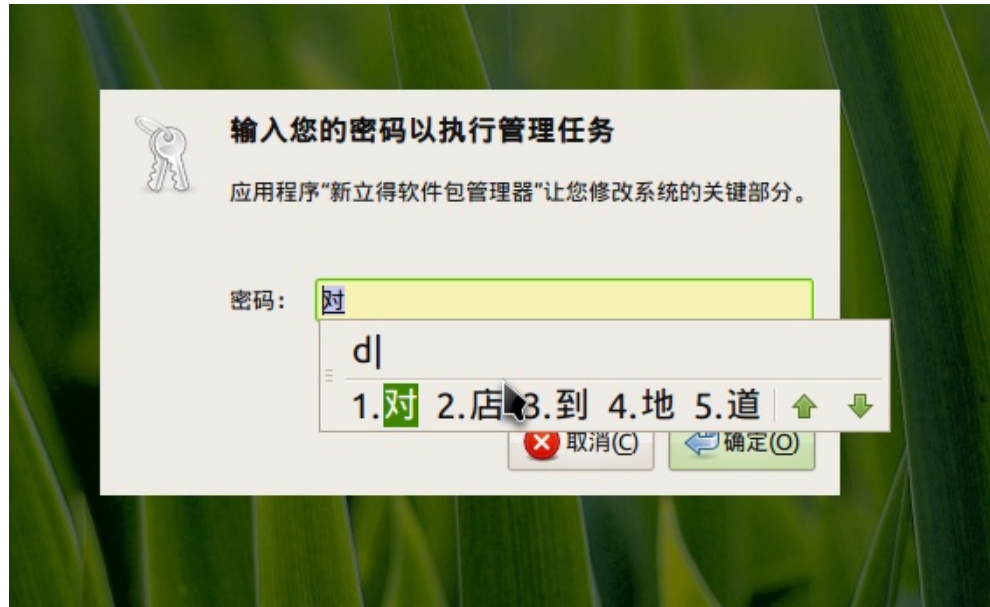 输入您的密码以执行管理任务
应用程序“新立得软件包管理器”让您修改系统的关键部分。
密码： 对
d
1.对 2.店 3.到 4.地 5.道
取消(C) 确定(O)